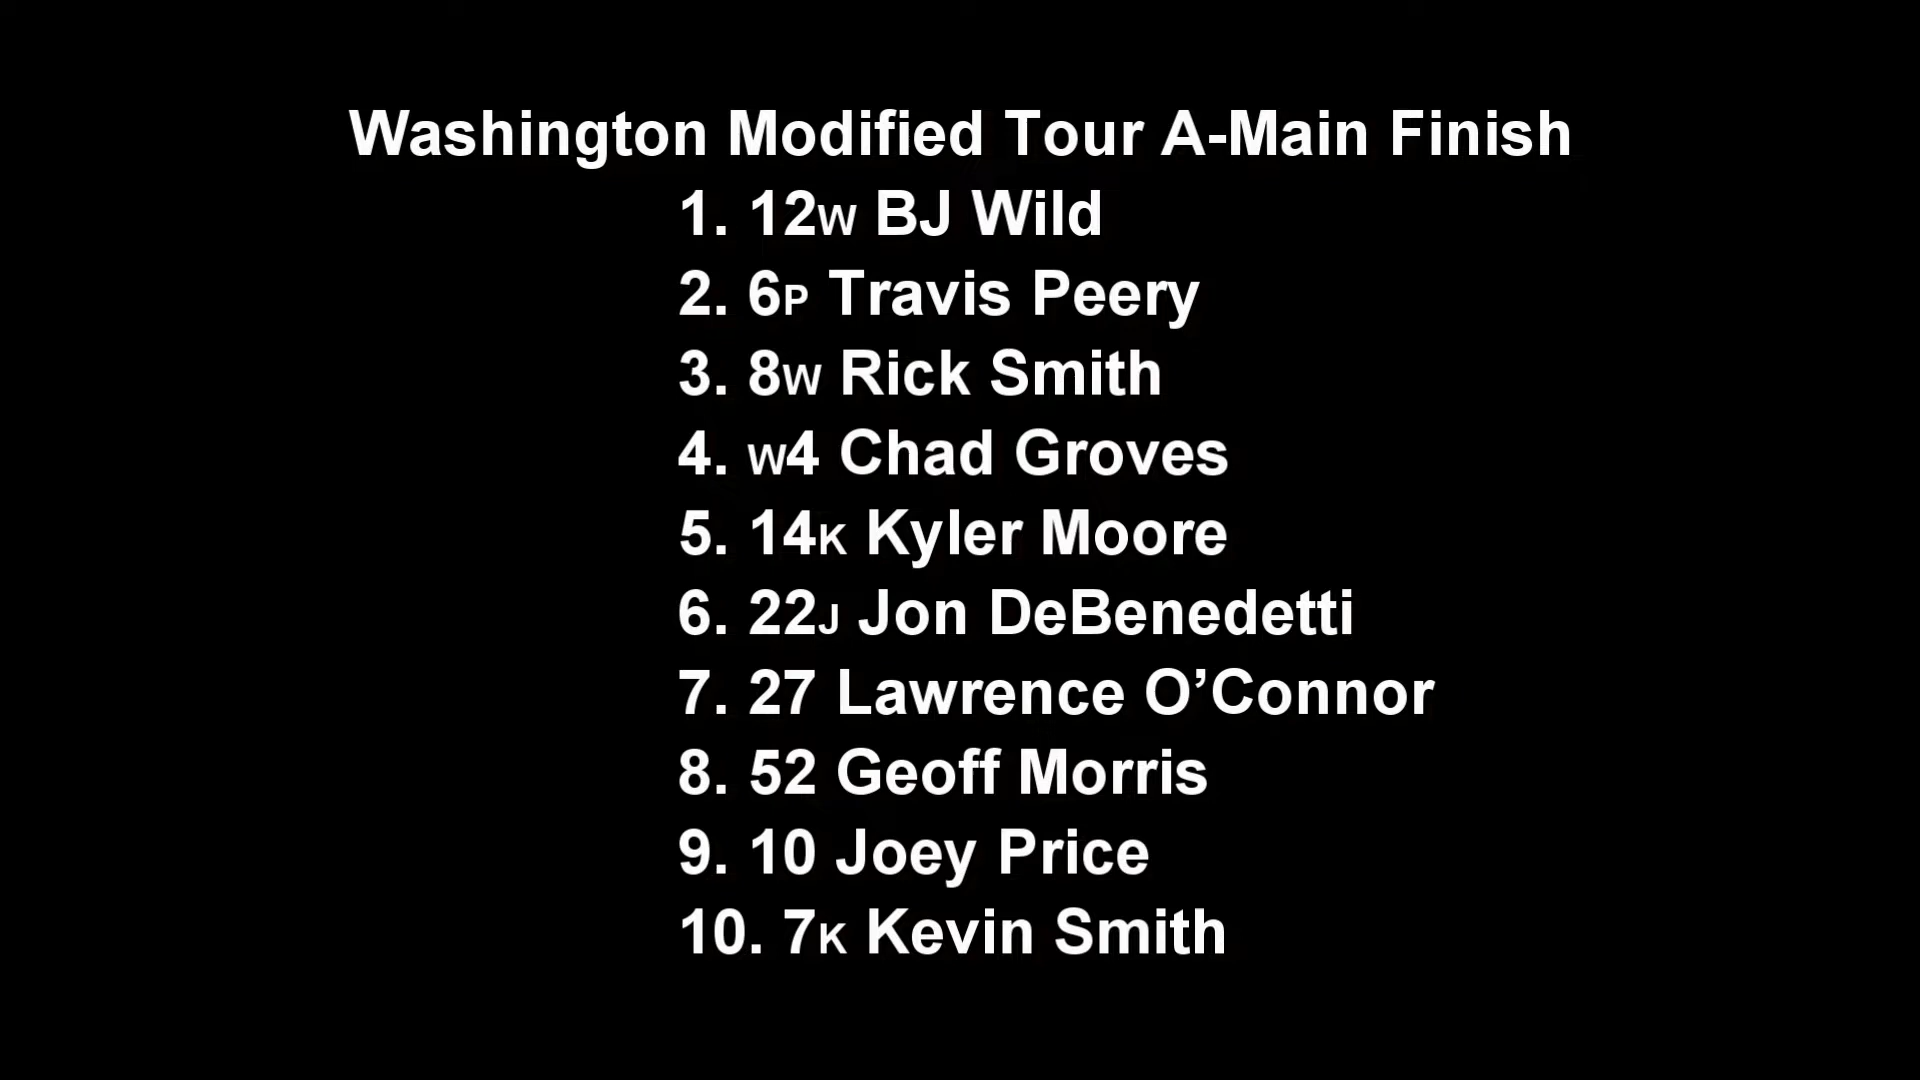 Washington Modified Tour A-Main Finish
1. 12W BJ Wild
2. 6P Travis Peery
3. 8W Rick Smith
4. W4 Chad Groves
5. 14K Kyler Moore
6. 22J Jon DeBenedetti
7. 27 Lawrence O’Connor
8. 52 Geoff Morris
9. 10 Joey Price
10. 7K Kevin Smith